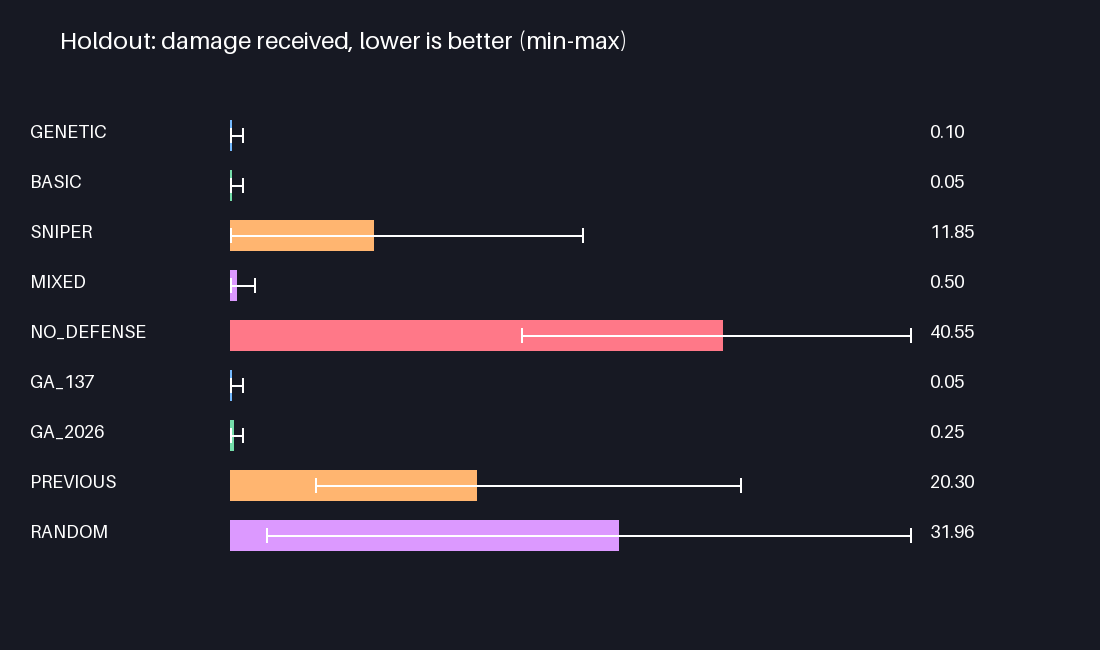 Holdout: damage received, lower is better (min-max)
GENETIC 0.10
BASIC 0.05
SNIPER 11.85
MIXED 0.50
NO_DEFENSE 40.55
GA_137 0.05
GA_2026 0.25
PREVIOUS 20.30
RANDOM 31.96